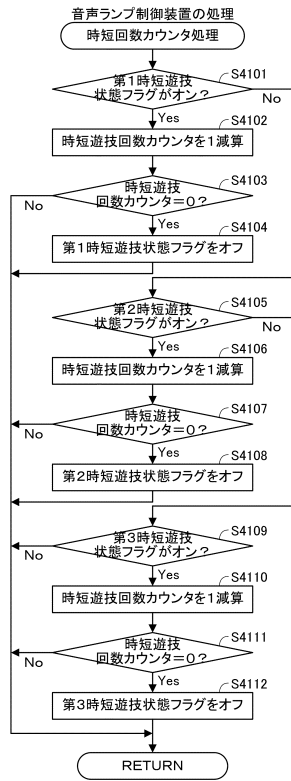 音声ランプ制御装置の処理
時短回数カウンタ処理
S4101
第1時短遊技
状態フラグがオン?
No
Yes
S4102
時短遊技回数カウンタを1減算
S4103
時短遊技
回数カウンタ=0?
No
Yes
S4104
第1時短遊技状態フラグをオフ
S4105
第2時短遊技
状態フラグがオン?
No
Yes
S4106
時短遊技回数カウンタを1減算
S4107
時短遊技
回数カウンタ=0?
No
Yes
S4108
第2時短遊技状態フラグをオフ
S4109
第3時短遊技
状態フラグがオン?
No
Yes
S4110
時短遊技回数カウンタを1減算
S4111
時短遊技
回数カウンタ=0?
No
Yes
S4112
第3時短遊技状態フラグをオフ
RETURN